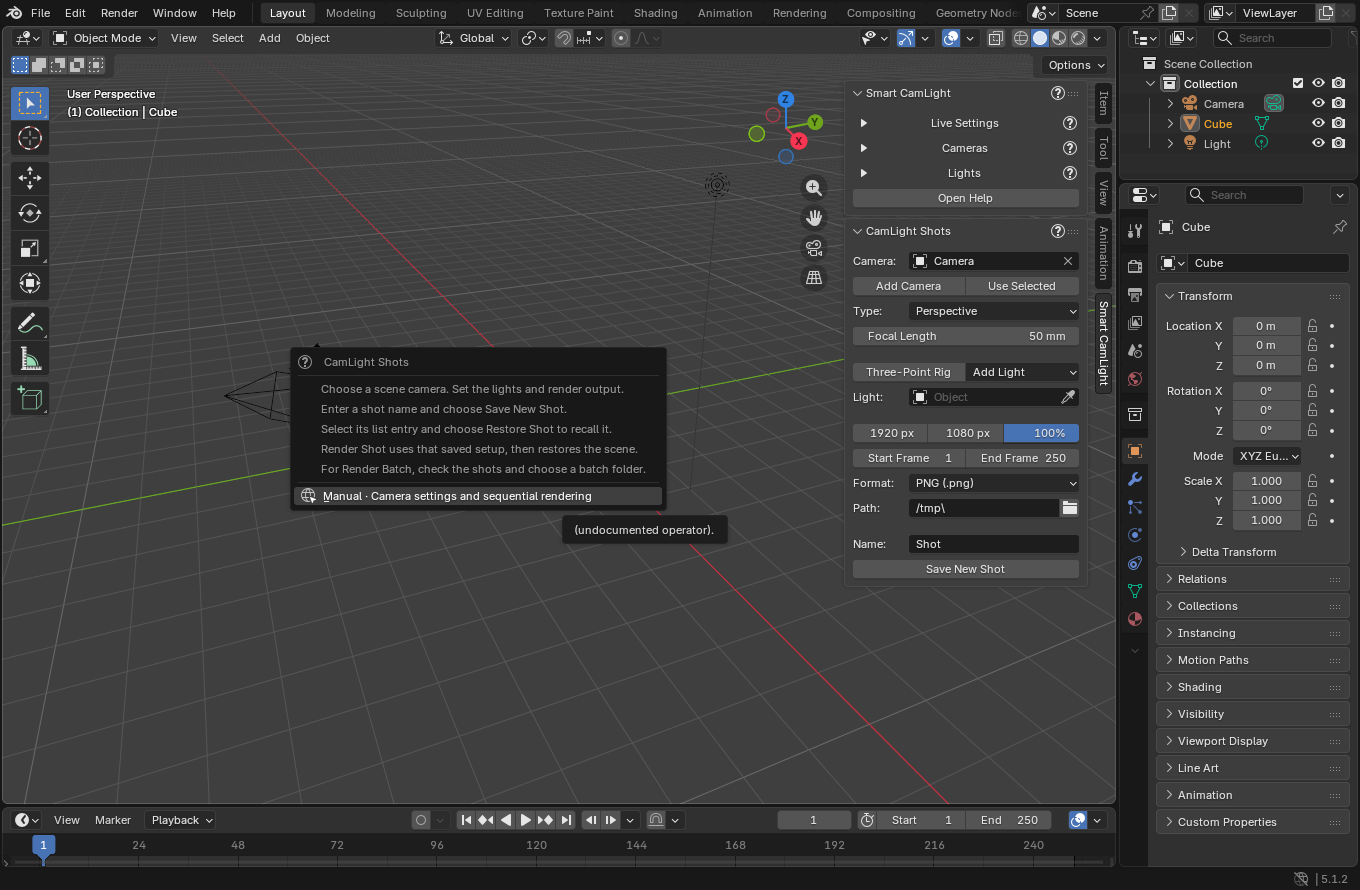 File Edit Render Window Help Layout Modeling Sculpting UV Editing Texture Paint Shading Animation Rendering Compositing Geometry Node Scene ViewLayer
Object Mode View Select Add Object Global
Options
User Perspective
(1) Collection | Cube
Z
Y
X
Smart CamLight
Live Settings
Cameras
Lights
Open Help
CamLight Shots
Camera: Camera
Add Camera Use Selected
Type: Perspective
Focal Length 50 mm
Three-Point Rig Add Light
Light: Object
1920 px 1080 px 100%
Start Frame 1 End Frame 250
Format: PNG (.png)
Path: /tmp\
Name: Shot
Save New Shot
Item
Tool
View
Animation
Smart CamLight
CamLight Shots
Choose a scene camera. Set the lights and render output.
Enter a shot name and choose Save New Shot.
Select its list entry and choose Restore Shot to recall it.
Render Shot uses that saved setup, then restores the scene.
For Render Batch, check the shots and choose a batch folder.
Manual · Camera settings and sequential rendering
(undocumented operator).
Search
Scene Collection
Collection
Camera
Cube
Light
Search
Cube
Cube
Transform
Location X 0 m
Y 0 m
Z 0 m
Rotation X 0°
Y 0°
Z 0°
Mode XYZ Eu...
Scale X 1.000
Y 1.000
Z 1.000
Delta Transform
Relations
Collections
Instancing
Motion Paths
Shading
Visibility
Viewport Display
Line Art
Animation
Custom Properties
View Marker Playback 1 Start 1 End 250
1 24 48 72 96 120 144 168 192 216 240
5.1.2